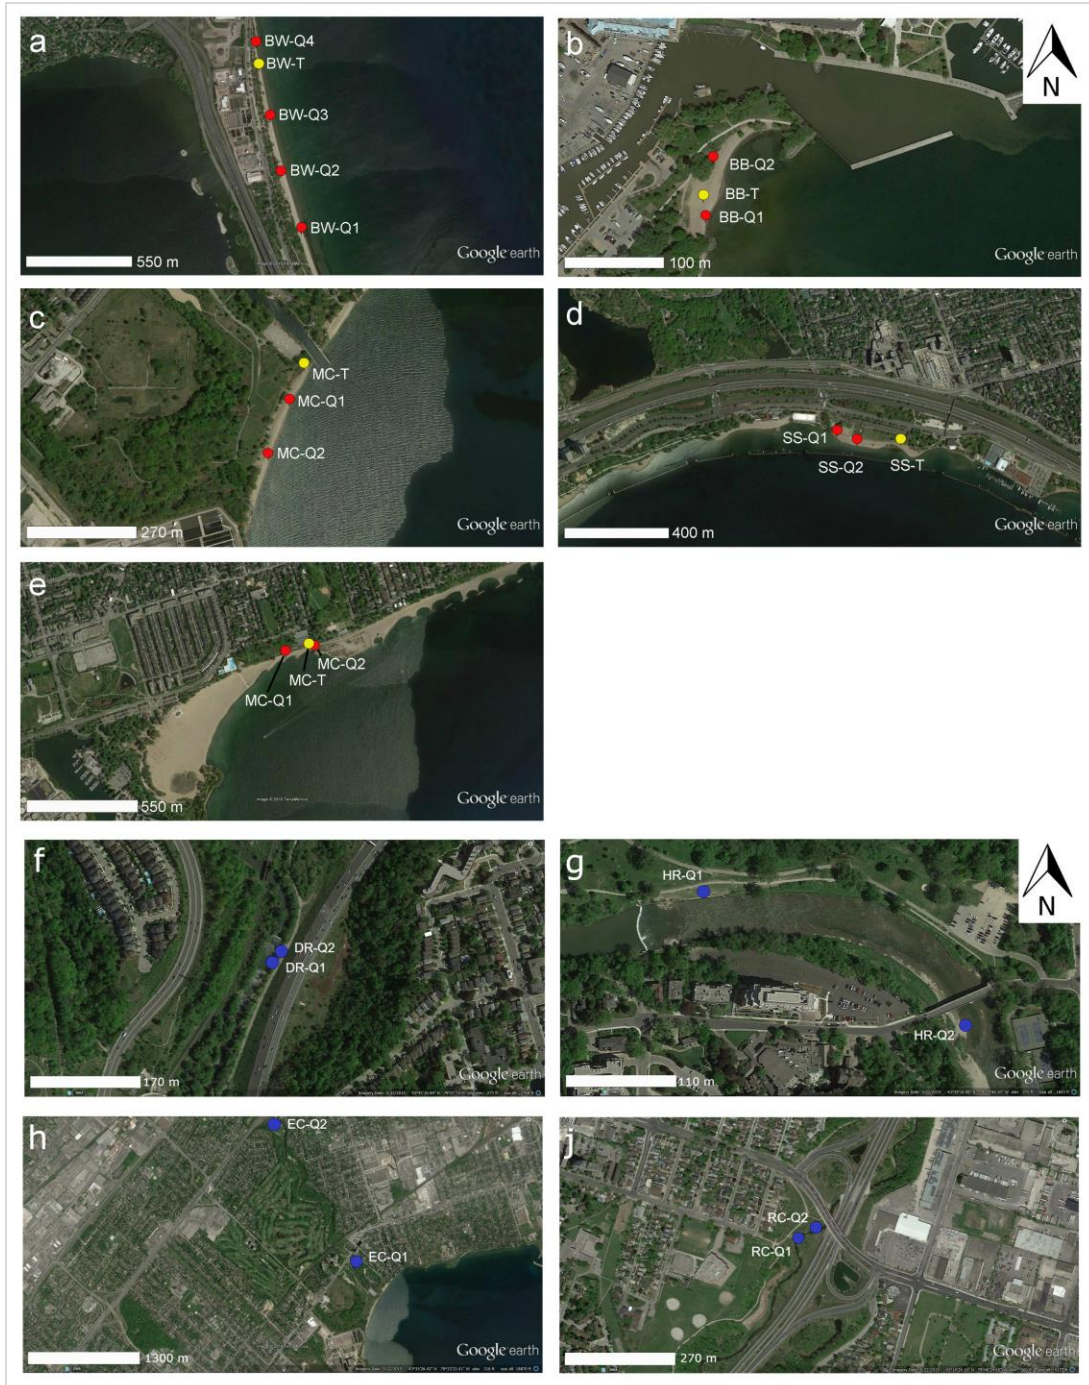 a
BW-Q4
BW-T
BW-Q3
BW-Q2
BW-Q1
550 m
Google earth
b
N
BB-Q2
BB-T
BB-Q1
100 m
Google earth
c
MC-T
MC-Q1
MC-Q2
270 m
Google earth
d
SS-Q1
SS-Q2
SS-T
400 m
Google earth
e
MC-Q2
MC-T
MC-Q1
550 m
Google earth
f
DR-Q2
DR-Q1
170 m
Google earth
g
N
HR-Q1
HR-Q2
110 m
Google earth
h
EC-Q2
EC-Q1
1300 m
Google earth
j
RC-Q2
RC-Q1
270 m
Google earth